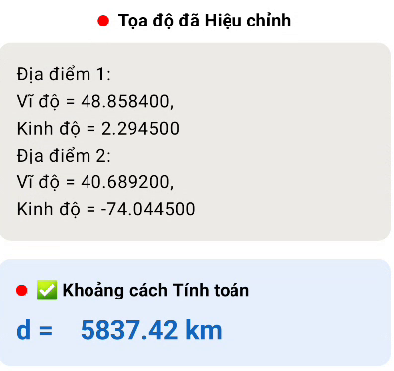 Tọa độ đã Hiệu chỉnh
Địa điểm 1:
Vĩ độ = 48.858400,
Kinh độ = 2.294500
Địa điểm 2:
Vĩ độ = 40.689200,
Kinh độ = -74.044500
✅ Khoảng cách Tính toán
d = 5837.42 km